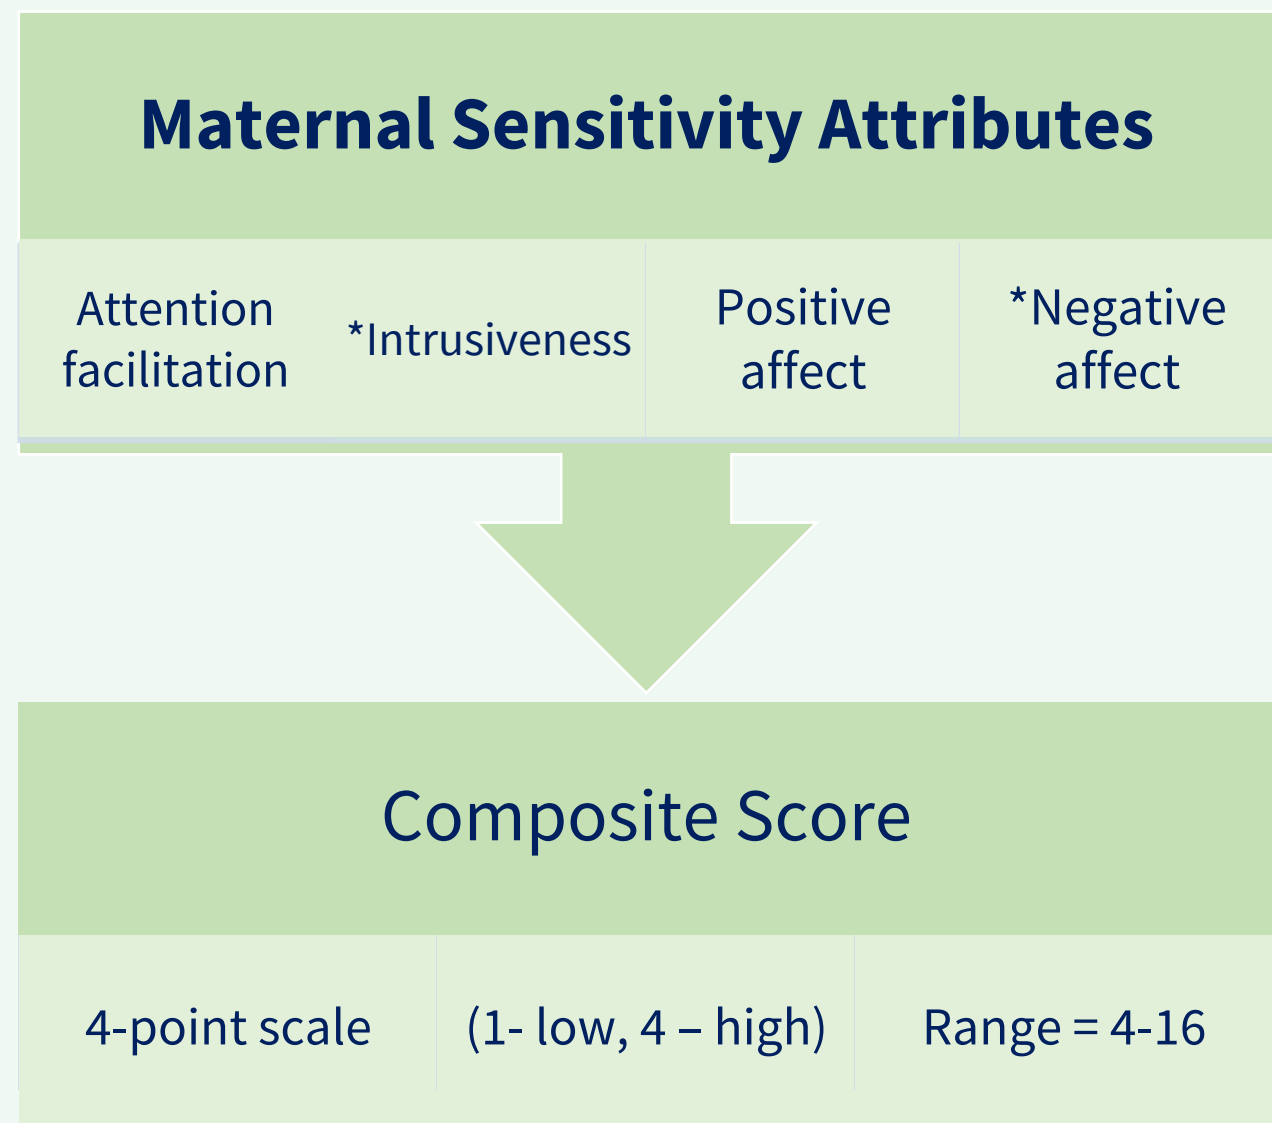 Maternal Sensitivity Attributes
Attention
facilitation
*Intrusiveness
Positive
affect
*Negative
affect
Composite Score
4-point scale
(1- low, 4 – high)
Range = 4-16